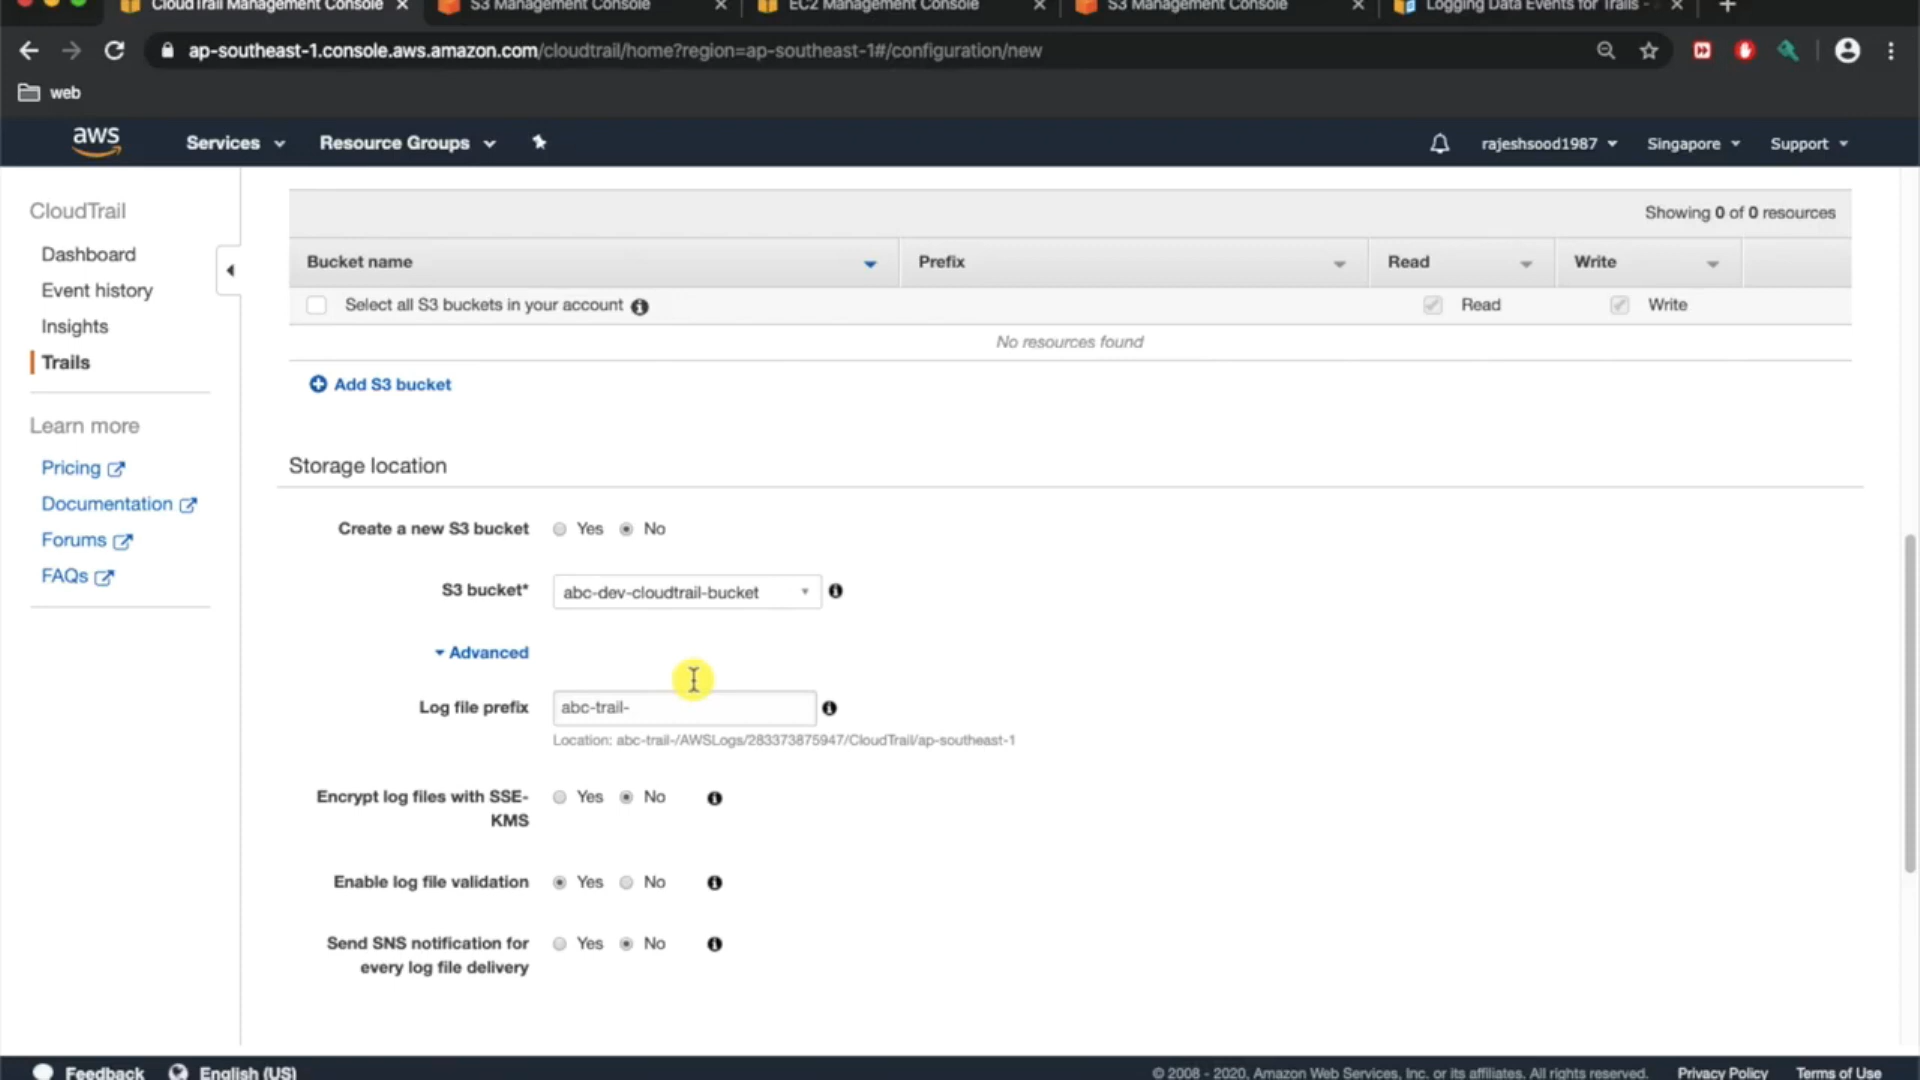 CloudTrail Management Console
S3 Management Console
EC2 Management Console
S3 Management Console
Logging Data Events for Trails -
ap-southeast-1.console.aws.amazon.com/cloudtrail/home?region=ap-southeast-1#/configuration/new
web
aws
Services
Resource Groups
rajeshsood1987
Singapore
Support
CloudTrail
Dashboard
Event history
Insights
Trails
Learn more
Pricing
Documentation
Forums
FAQs
Showing 0 of 0 resources
Bucket name
Prefix
Read
Write
Select all S3 buckets in your account
Read
Write
No resources found
Add S3 bucket
Storage location
Create a new S3 bucket
Yes
No
S3 bucket*
abc-dev-cloudtrail-bucket
Advanced
Log file prefix
abc-trail-
Location: abc-trail-/AWSLogs/283373875947/CloudTrail/ap-southeast-1
Encrypt log files with SSE-
KMS
Yes
No
Enable log file validation
Yes
No
Send SNS notification for
every log file delivery
Yes
No
Feedback
English (US)
© 2008 - 2020, Amazon Web Services, Inc. or its affiliates. All rights reserved.
Privacy Policy
Terms of Use